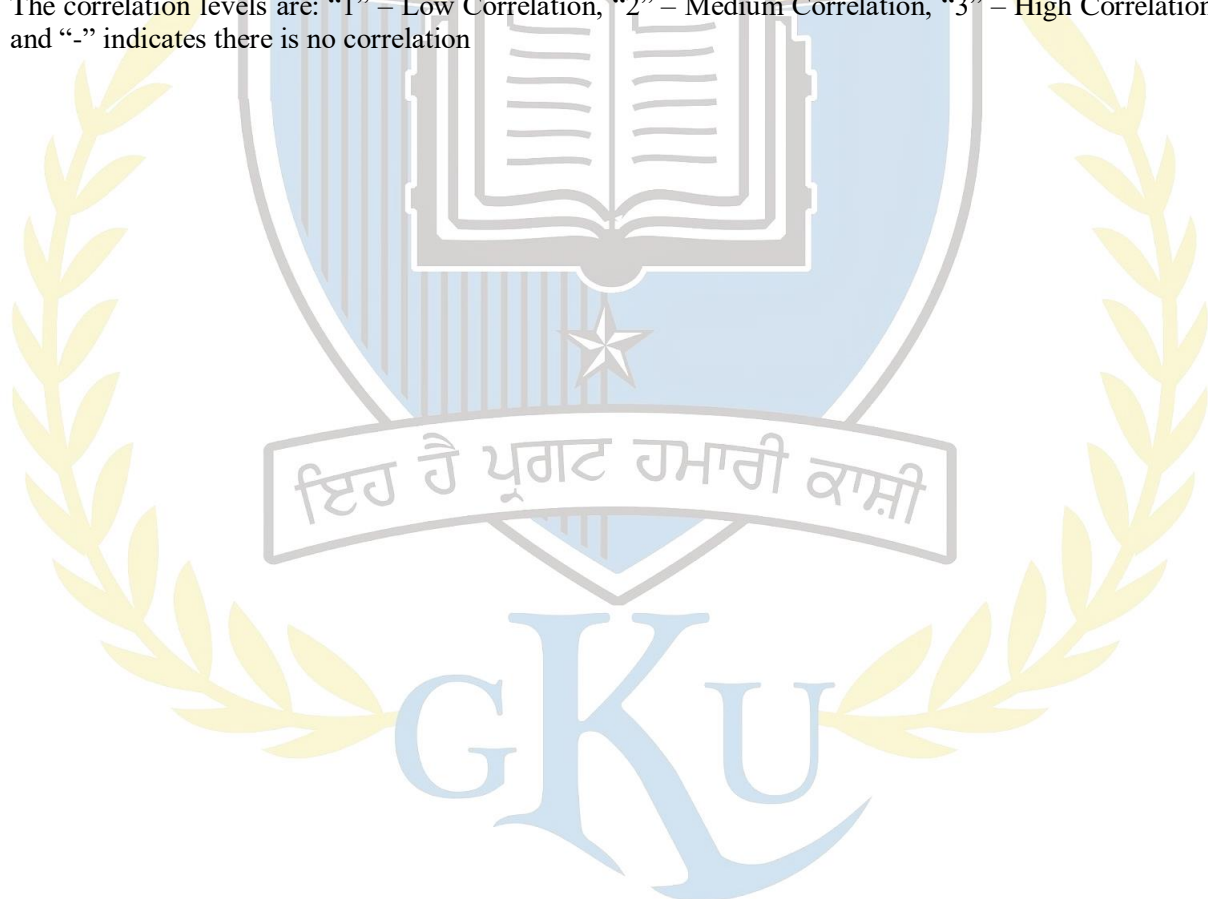 The correlation levels are: “1” – Low Correlation, “2” – Medium Correlation, “3” – High Correlation
and “-” indicates there is no correlation
ਇਹ ਹੈ ਪ੍ਰਗਟ ਹਮਾਰੀ ਕਾਸ਼ੀ
GKU